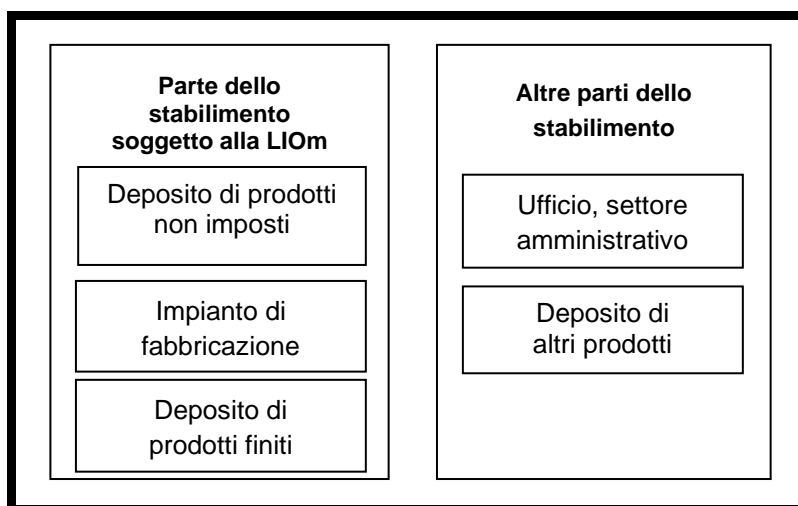 Parte dello
stabilimento
soggetto alla LIOm
Deposito di prodotti
non imposti
Impianto di
fabbricazione
Deposito di
prodotti finiti
Altre parti dello
stabilimento
Ufficio, settore
amministrativo
Deposito di
altri prodotti